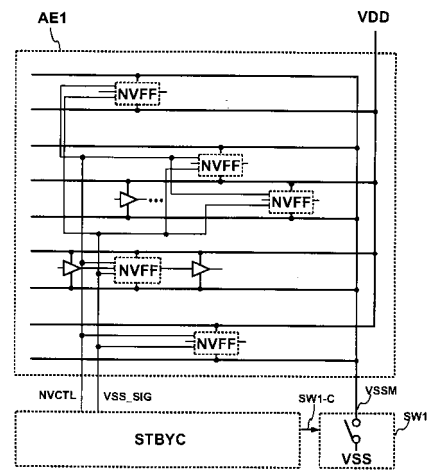 AE1 VDD
NVFF
NVFF
NVFF
•••
NVFF
NVFF
NVCTL VSS_SIG SW1-C VSSM
SW1
STBYC VSS